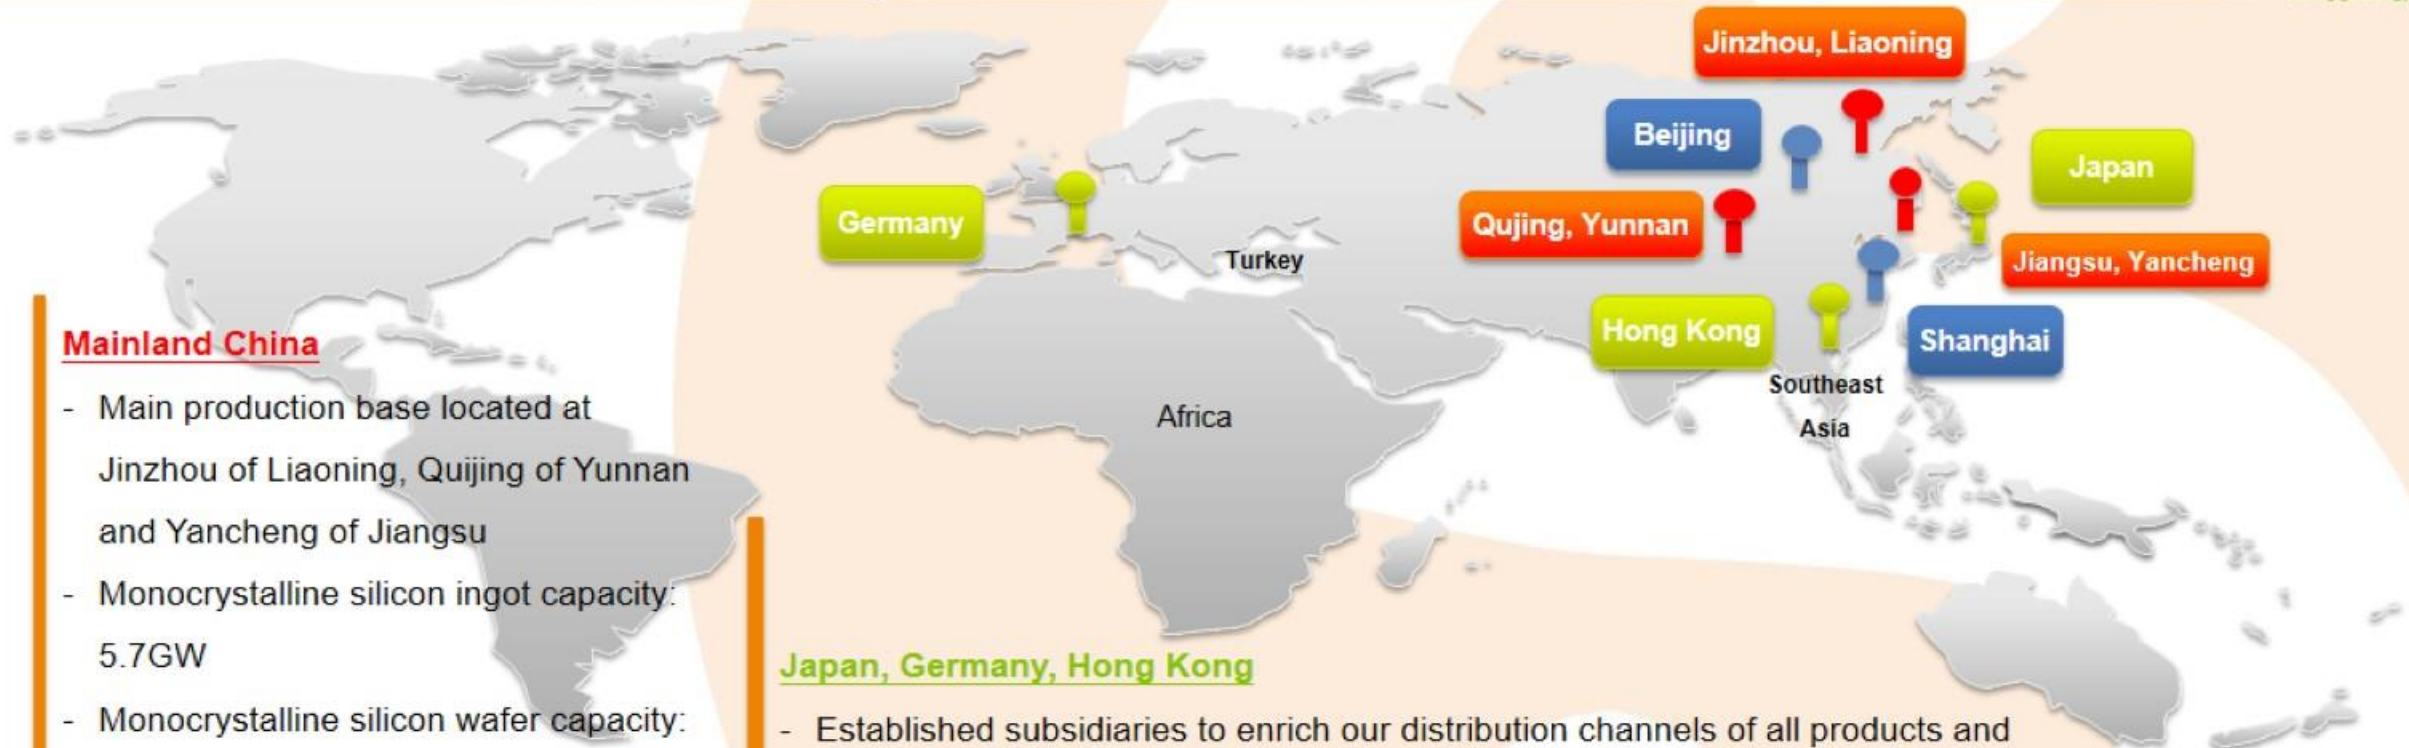 Jinzhou, Liaoning
Beijing
Japan
Germany
Qujing, Yunnan
Turkey
Jiangsu, Yancheng
Hong Kong
Shanghai
Southeast
Asia
Africa
Mainland China
- Main production base located at
Jinzhou of Liaoning, Quijing of Yunnan
and Yancheng of Jiangsu
- Monocrystalline silicon ingot capacity:
5.7GW
- Monocrystalline silicon wafer capacity:
Japan, Germany, Hong Kong
- Established subsidiaries to enrich our distribution channels of all products and